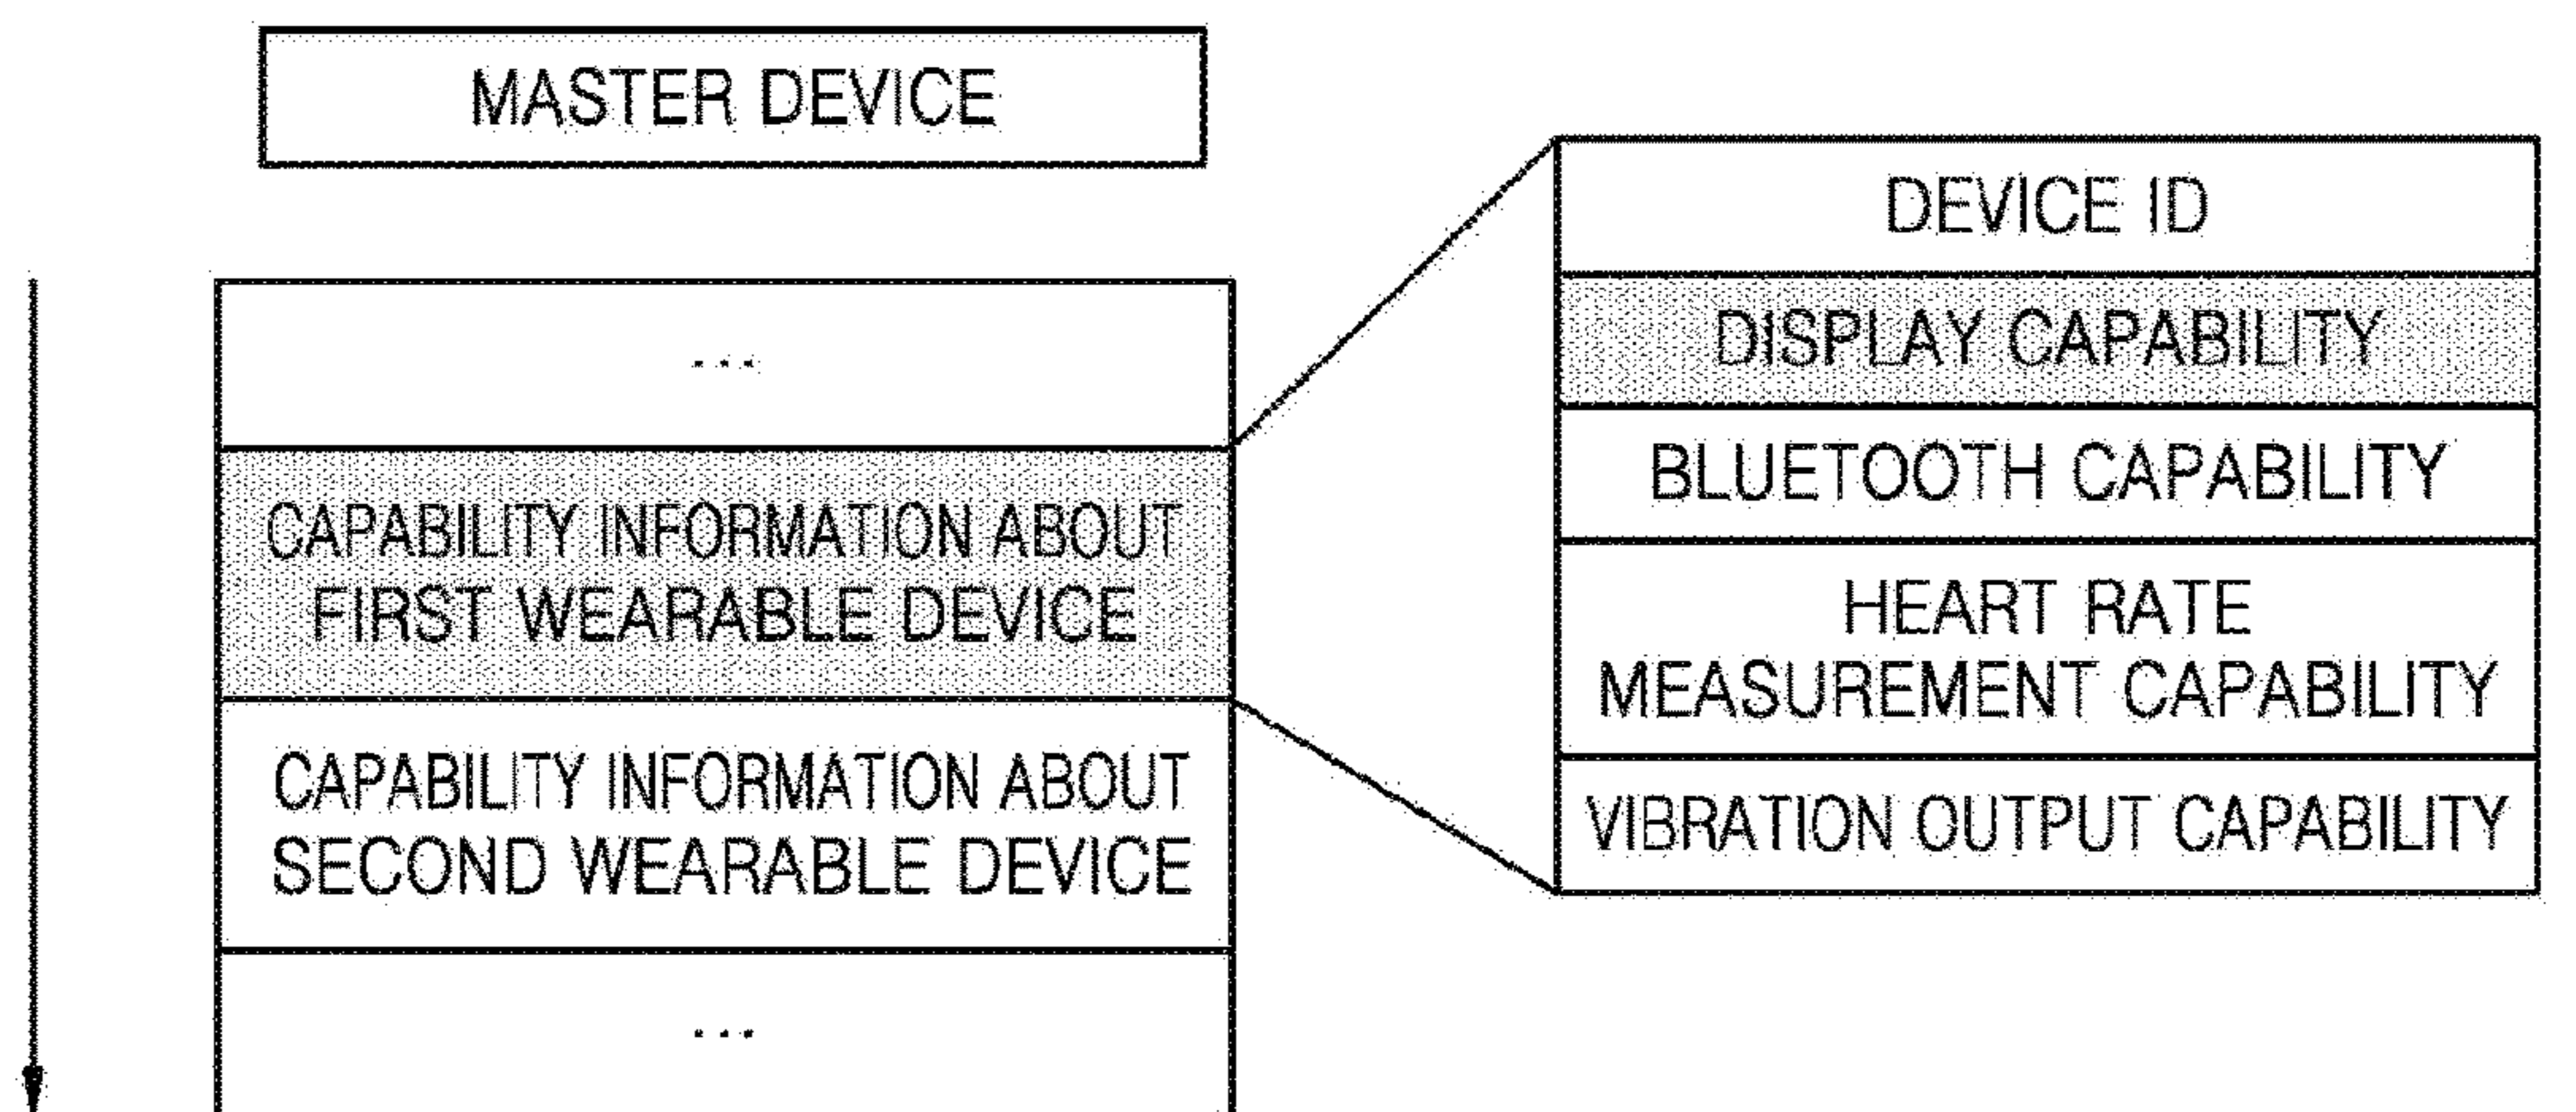 MASTER DEVICE
...
CAPABILITY INFORMATION ABOUT
FIRST WEARABLE DEVICE
CAPABILITY INFORMATION ABOUT
SECOND WEARABLE DEVICE
...
DEVICE ID
DISPLAY CAPABILITY
BLUETOOTH CAPABILITY
HEART RATE
MEASUREMENT CAPABILITY
VIBRATION OUTPUT CAPABILITY